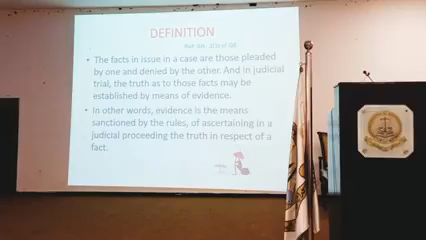 DEFINITION
• The facts in issue in a case are those pleaded
by one and denied by the other. And in judicial
trial, the truth as to those facts may be
established by means of evidence.
• In other words, evidence is the means
sanctioned by the rules, of ascertaining in a
judicial proceeding the truth in respect of a
fact.